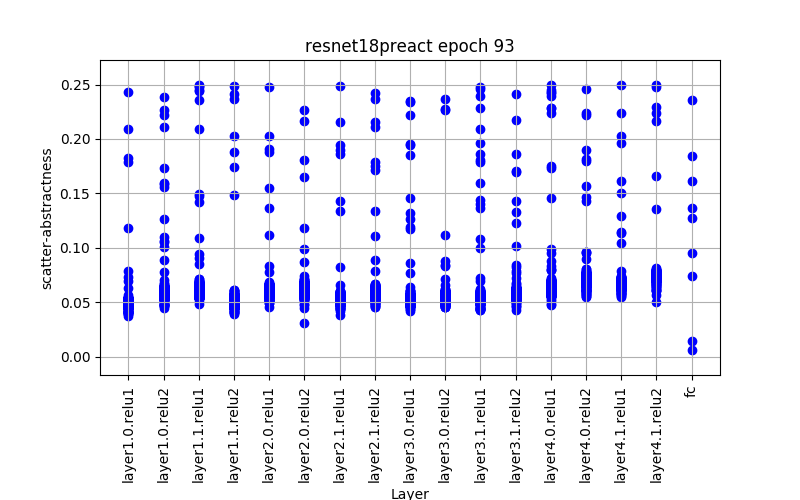 resnet18preact epoch 93
scatter-abstractness
0.25
0.20
0.15
0.10
0.05
0.00
layer1.0.relu1
layer1.0.relu2
layer1.1.relu1
layer1.1.relu2
layer2.0.relu1
layer2.0.relu2
layer2.1.relu1
layer2.1.relu2
layer3.0.relu1
layer3.0.relu2
layer3.1.relu1
layer3.1.relu2
layer4.0.relu1
layer4.0.relu2
layer4.1.relu1
layer4.1.relu2
fc
Layer